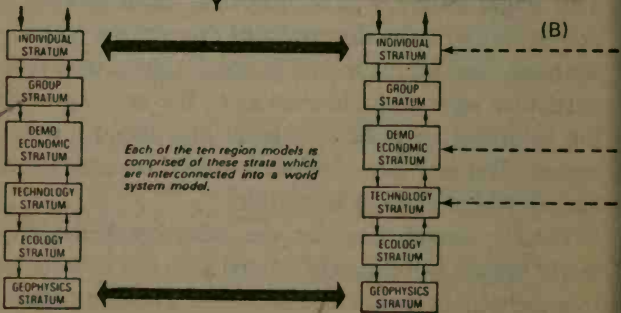 (B)
INDIVIDUAL
STRATUM
GROUP
STRATUM
DEMO
ECONOMIC
STRATUM
TECHNOLOGY
STRATUM
ECOLOGY
STRATUM
GEOPHYSICS
STRATUM
Each of the ten region models is
comprised of these strata which
are interconnected into a world
system model.
INDIVIDUAL
STRATUM
GROUP
STRATUM
DEMO
ECONOMIC
STRATUM
TECHNOLOGY
STRATUM
ECOLOGY
STRATUM
GEOPHYSICS
STRATUM